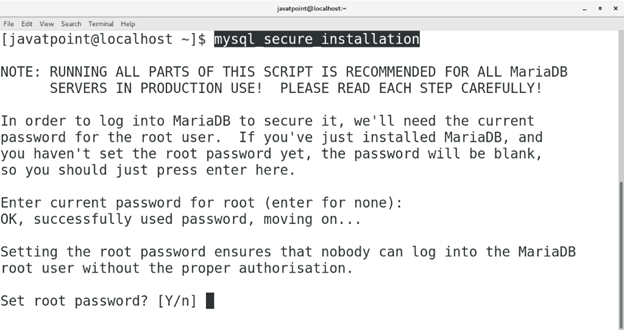 javatpoint@localhost:~
File Edit View Search Terminal Help
[javatpoint@localhost ~]$ mysql_secure_installation
NOTE: RUNNING ALL PARTS OF THIS SCRIPT IS RECOMMENDED FOR ALL MariaDB
SERVERS IN PRODUCTION USE!  PLEASE READ EACH STEP CAREFULLY!
In order to log into MariaDB to secure it, we'll need the current
password for the root user.  If you've just installed MariaDB, and
you haven't set the root password yet, the password will be blank,
so you should just press enter here.
Enter current password for root (enter for none):
OK, successfully used password, moving on...
Setting the root password ensures that nobody can log into the MariaDB
root user without the proper authorisation.
Set root password? [Y/n]